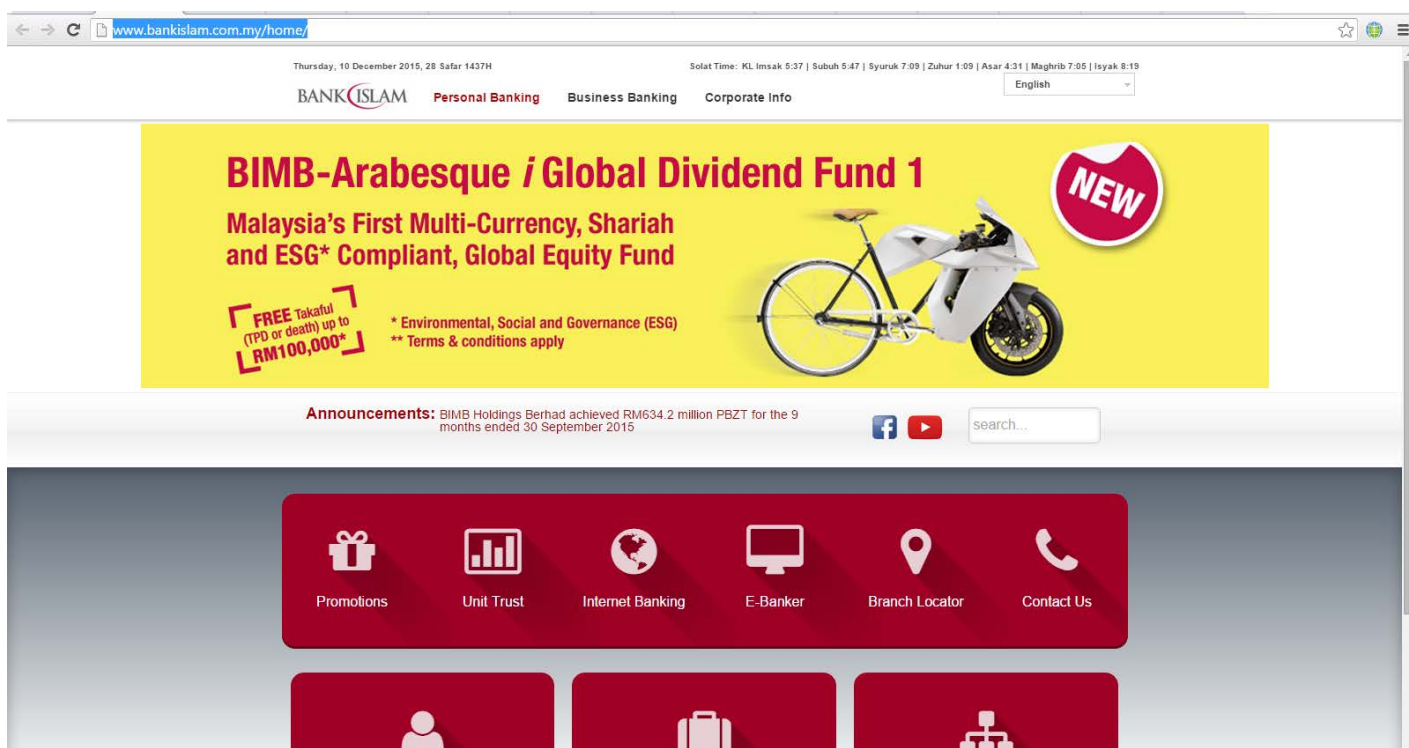 www.bankislam.com.my/home/
Thursday, 10 December 2015, 28 Safar 1437H
Solat Time: KL Imsak 5:37 | Subuh 5:47 | Syuruk 7:09 | Zuhur 1:09 | Asar 4:31 | Maghrib 7:05 | Isyak 8:19
English
BANK ISLAM
Personal Banking
Business Banking
Corporate Info
BIMB-Arabesque i Global Dividend Fund 1
NEW
Malaysia's First Multi-Currency, Shariah
and ESG* Compliant, Global Equity Fund
FREE Takaful
(TPD or death) up to
RM100,000*
* Environmental, Social and Governance (ESG)
** Terms & conditions apply
Announcements: BIMB Holdings Berhad achieved RM634.2 million PBZT for the 9
months ended 30 September 2015
search...
Promotions
Unit Trust
Internet Banking
E-Banker
Branch Locator
Contact Us